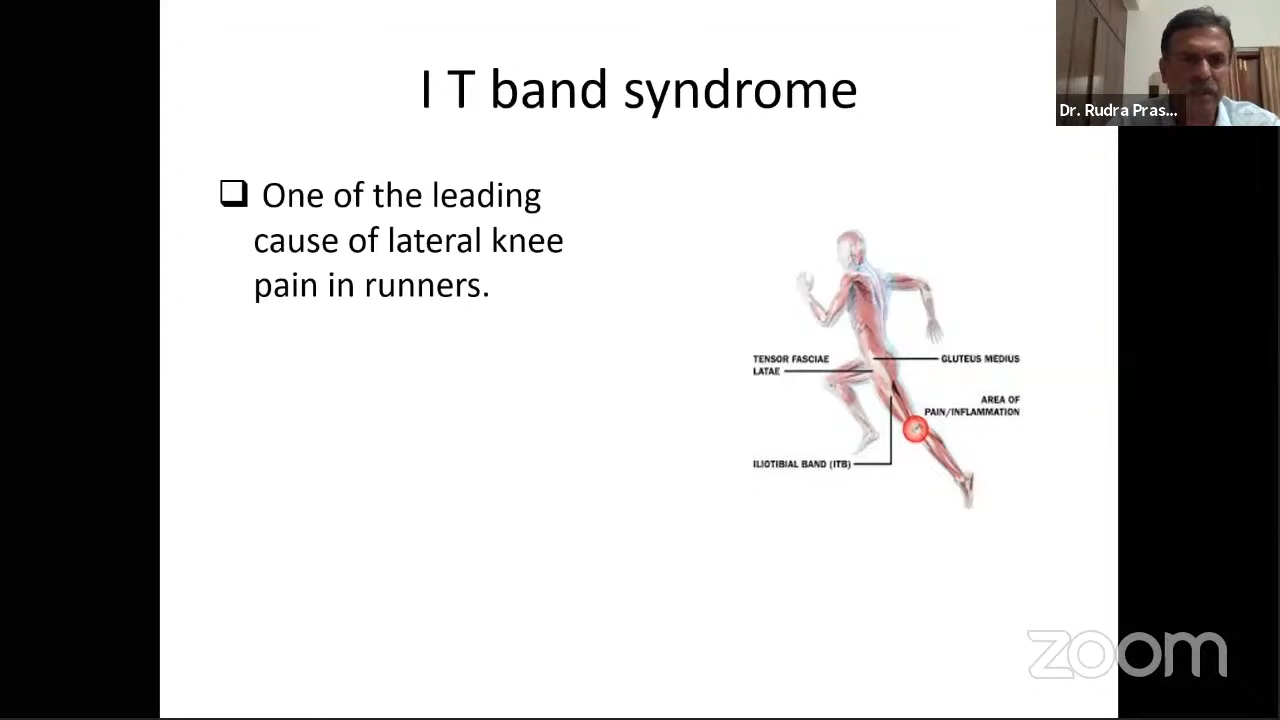 I T band syndrome
Dr. Rudra Pras...
One of the leading
cause of lateral knee
pain in runners.
TENSOR FASCIAE
LATAE
GLUTEUS MEDIUS
AREA OF
PAIN/INFLAMMATION
ILIOTIBIAL BAND (ITB)
zoom